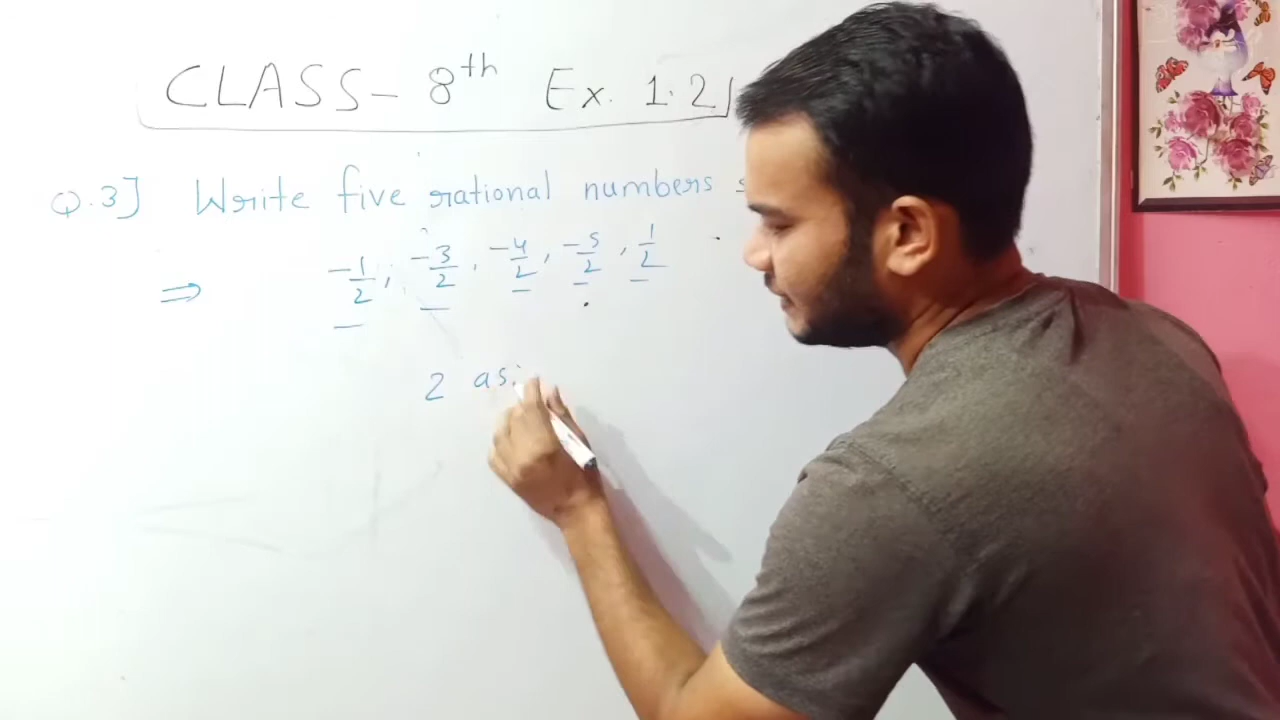 CLASS - 8th Ex. 1.2
Q.3] Write five rational numbers
⇒ -1/2, -3/2, -4/2, -5/2, 1/2
2 as